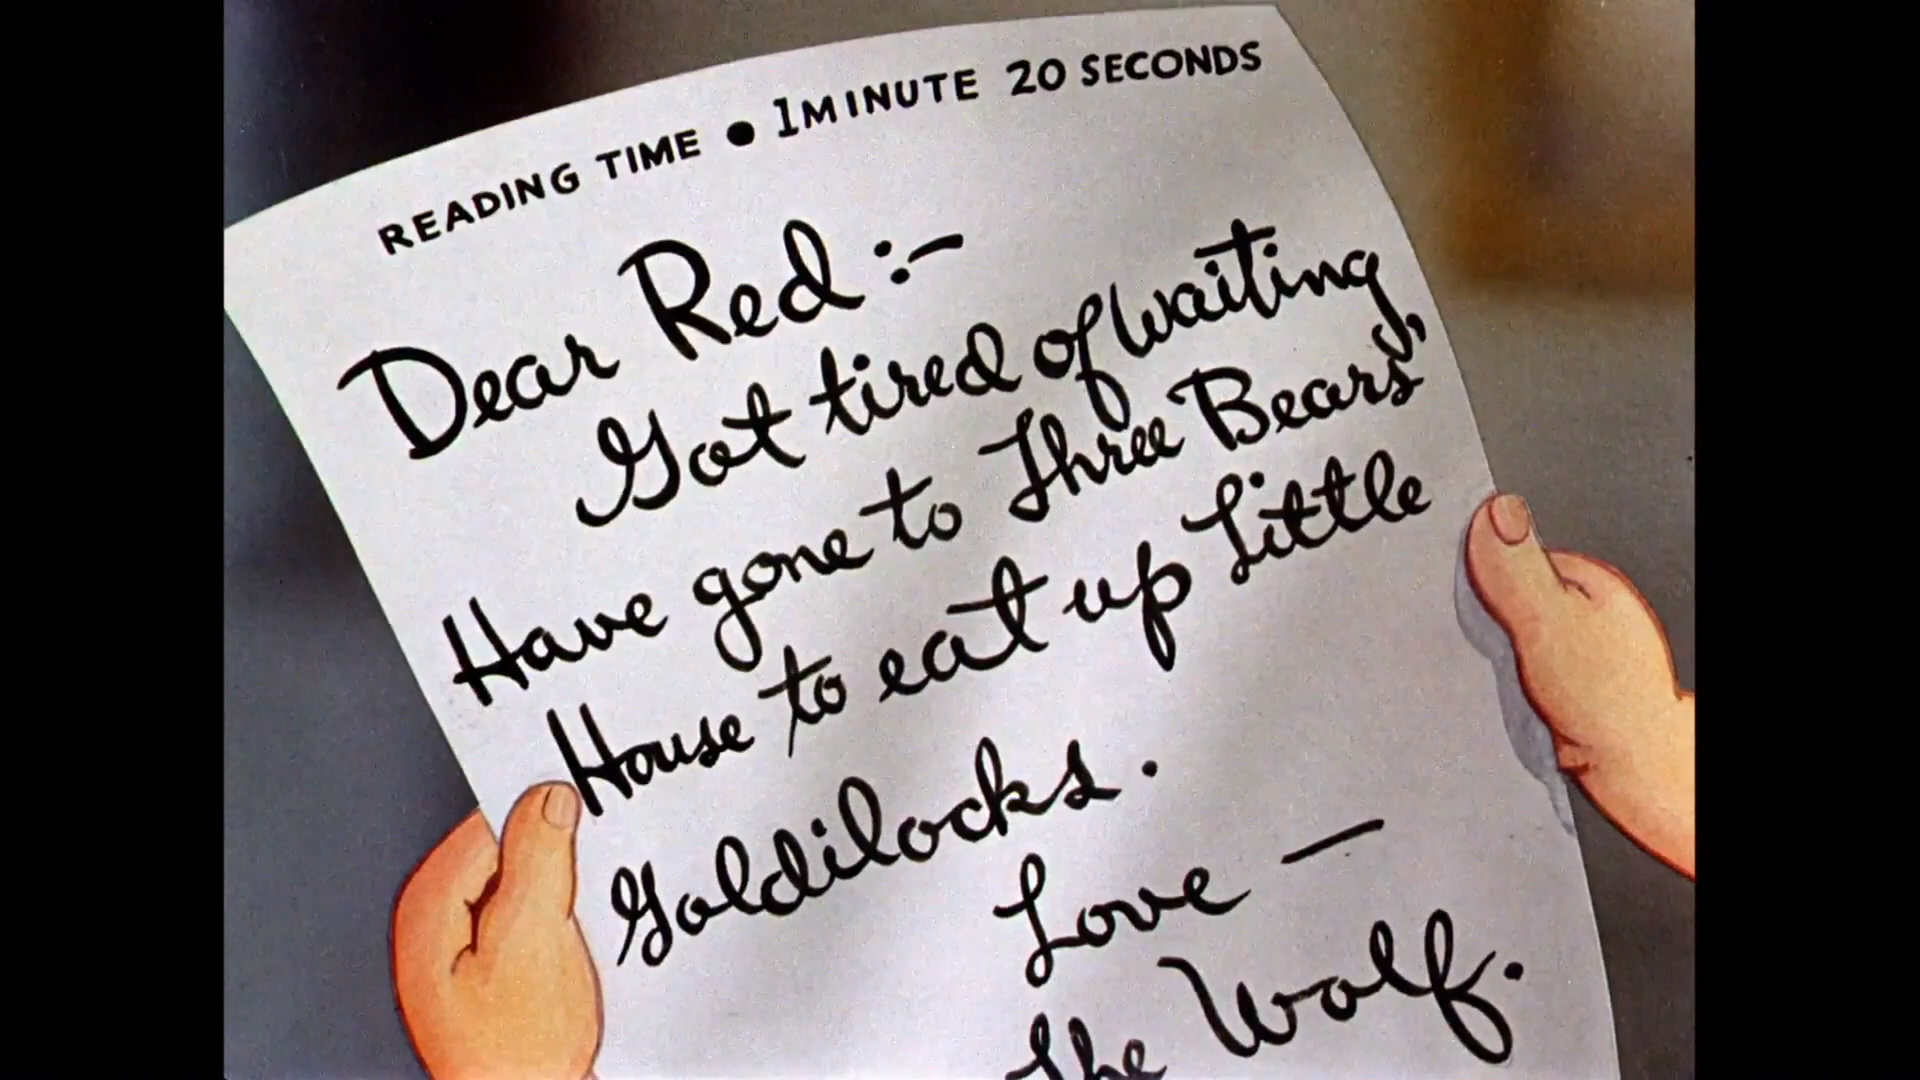 READING TIME • 1 MINUTE 20 SECONDS
Dear Red :-
Got tired of waiting
Have gone to Three Bears'
House to eat up Little
Goldilocks.
Love —
The Wolf.